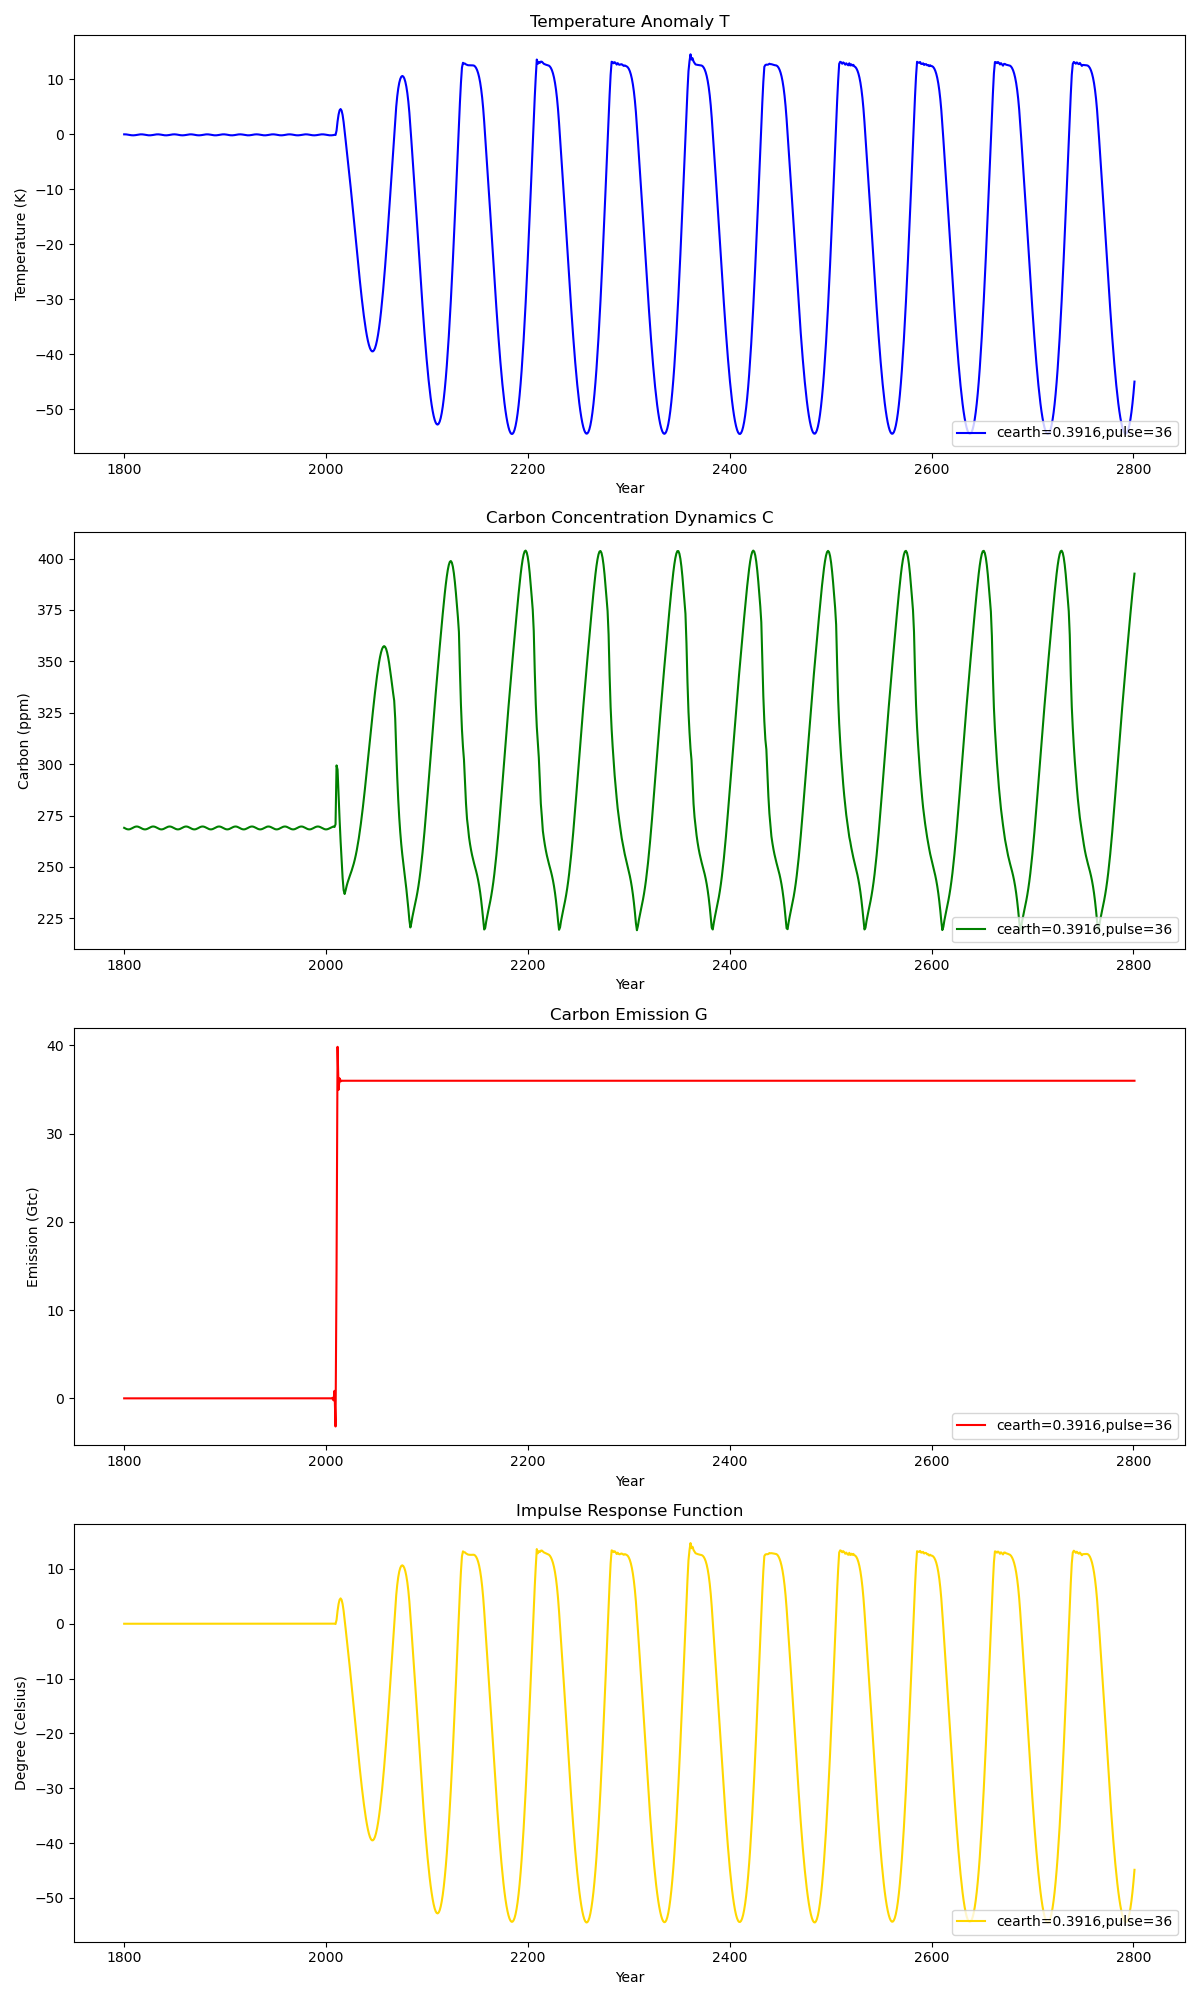 Temperature Anomaly T
10
0
−10
−20
−30
−40
−50
Temperature (K)
cearth=0.3916,pulse=36
1800 2000 2200 2400 2600 2800
Year
Carbon Concentration Dynamics C
400
375
350
325
300
275
250
225
Carbon (ppm)
cearth=0.3916,pulse=36
1800 2000 2200 2400 2600 2800
Year
Carbon Emission G
40
30
20
10
0
Emission (Gtc)
cearth=0.3916,pulse=36
1800 2000 2200 2400 2600 2800
Year
Impulse Response Function
10
0
−10
−20
−30
−40
−50
Degree (Celsius)
cearth=0.3916,pulse=36
1800 2000 2200 2400 2600 2800
Year